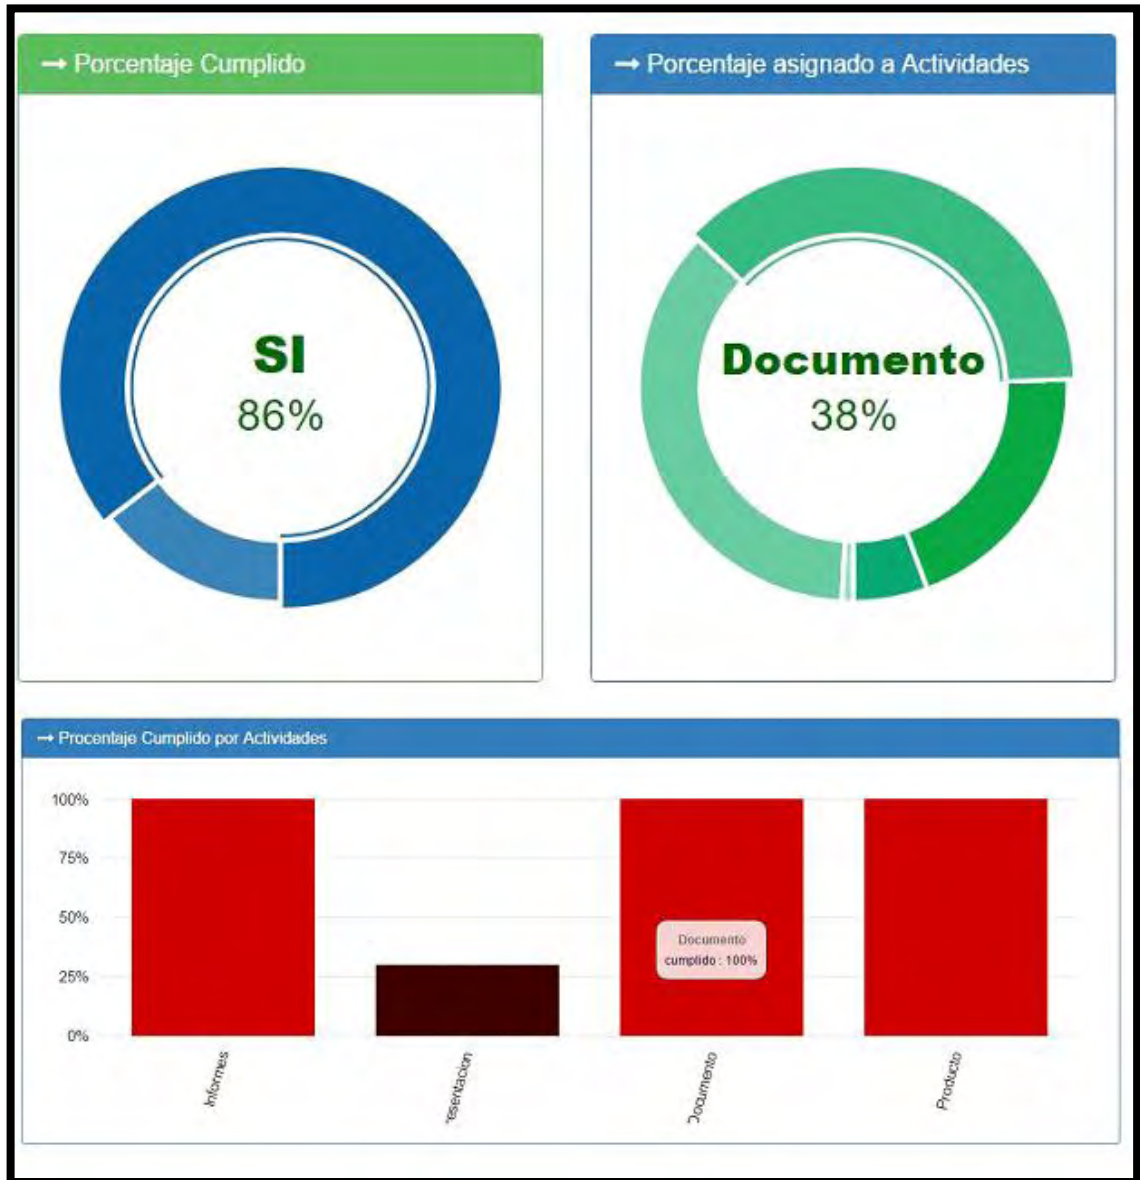 → Porcentaje Cumplido
→ Porcentaje asignado a Actividades
SI
86%
Documento
38%
→ Procentaje Cumplido por Actividades
100%
75%
50%
25%
0%
Documento
cumplido : 100%
Informes
resentacion
Documento
Producto